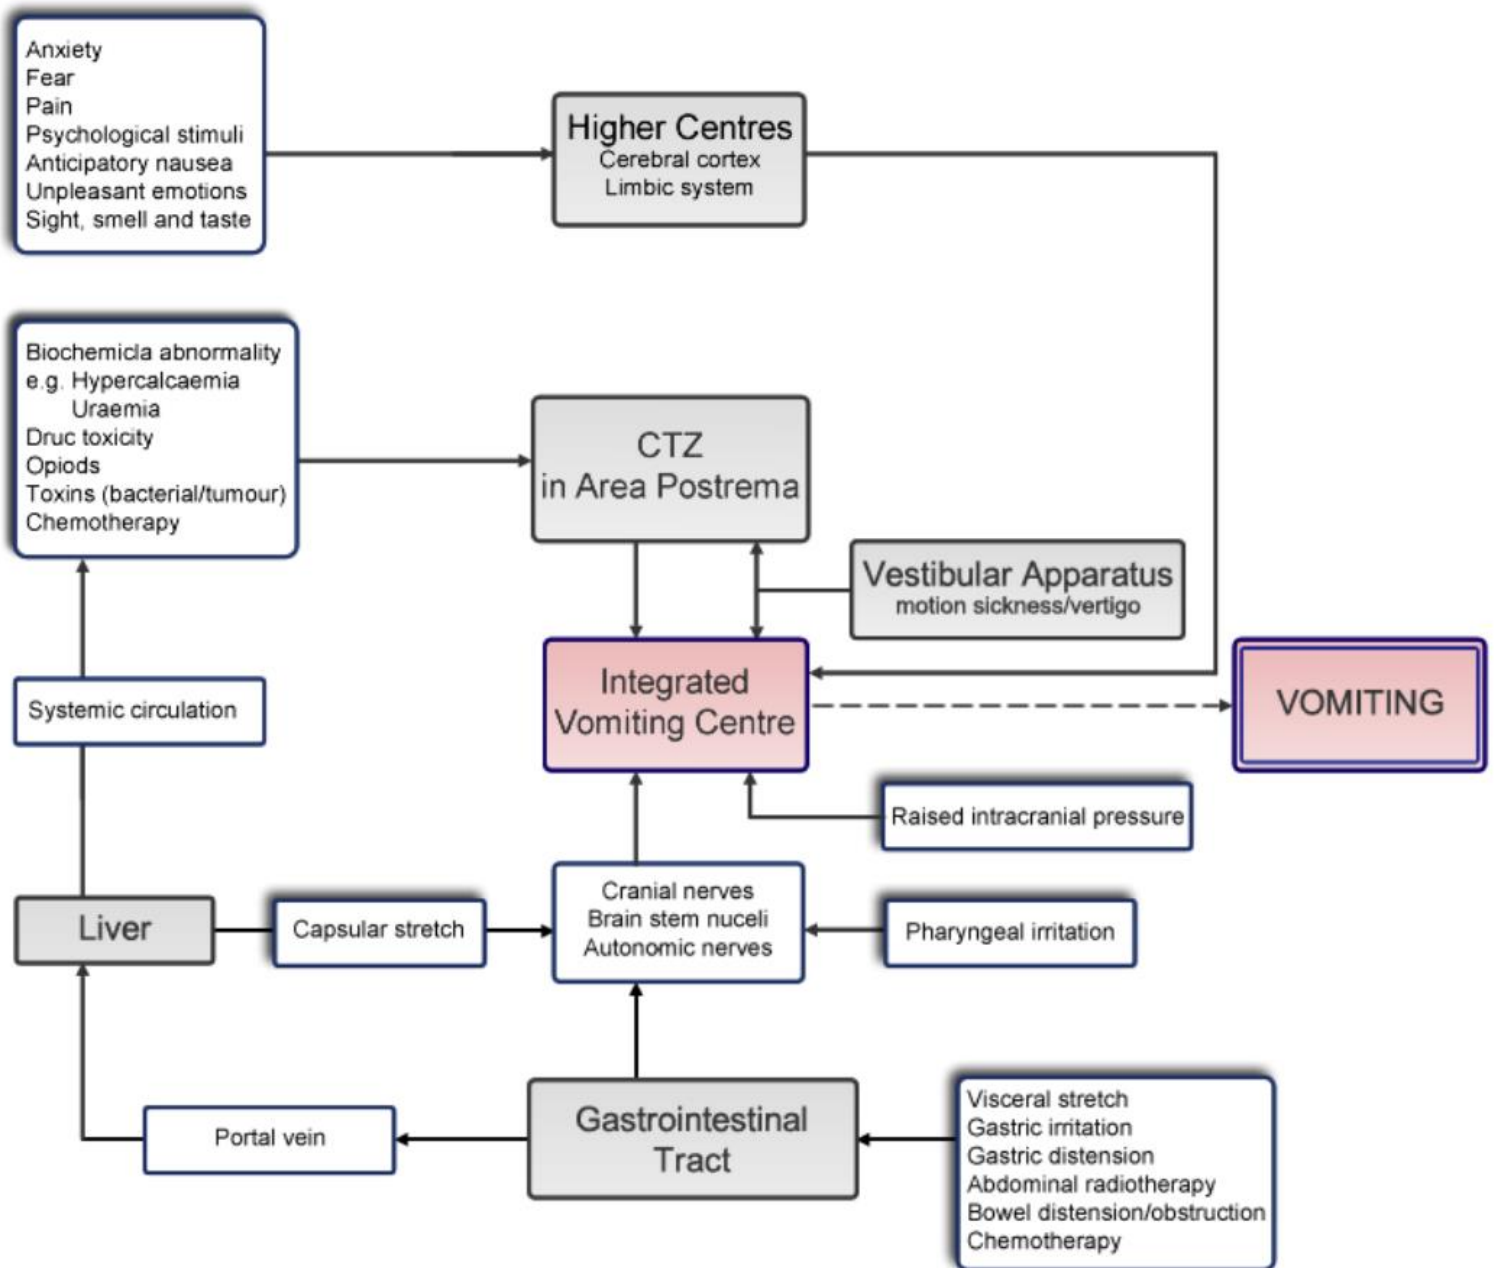 Anxiety
Fear
Pain
Psychological stimuli
Anticipatory nausea
Unpleasant emotions
Sight, smell and taste
Higher Centres
Cerebral cortex
Limbic system
Biochemicla abnormality
e.g. Hypercalcaemia
Uraemia
Druc toxicity
Opiods
Toxins (bacterial/tumour)
Chemotherapy
CTZ
in Area Postrema
Vestibular Apparatus
motion sickness/vertigo
Integrated
Vomiting Centre
VOMITING
Systemic circulation
Raised intracranial pressure
Liver
Capsular stretch
Cranial nerves
Brain stem nuceli
Autonomic nerves
Pharyngeal irritation
Portal vein
Gastrointestinal
Tract
Visceral stretch
Gastric irritation
Gastric distension
Abdominal radiotherapy
Bowel distension/obstruction
Chemotherapy